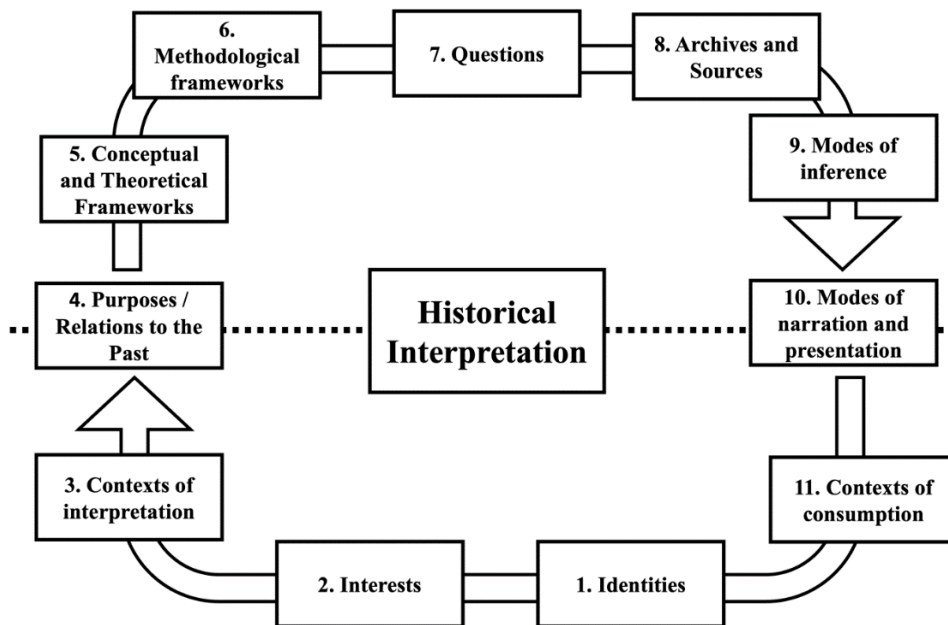 6.
Methodological
frameworks
7. Questions
8. Archives and
Sources
5. Conceptual
and Theoretical
Frameworks
9. Modes of
inference
4. Purposes /
Relations to the
Past
Historical
Interpretation
10. Modes of
narration and
presentation
3. Contexts of
interpretation
11. Contexts of
consumption
2. Interests
1. Identities